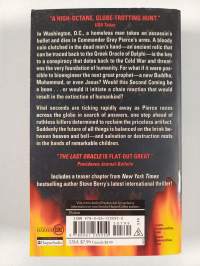 "A HIGH-OCTANE, GLOBE-TROTTING HUNT."
USA Today
In Washington, D.C., a homeless man takes an assassin's
bullet and dies in Commander Grey Pierce's arms. A bloody
coin clutched in the dead man's hand—an ancient relic that
can be traced back to the Greek Oracle of Delphi—is the key
to a conspiracy that dates back to the Cold War and threat-
ens the very foundation of humanity. For what if it were pos-
sible to bioengineer the next great prophet—a new Buddha,
Muhammad, or even Jesus? Would this Second Coming be
a boon . . . or would it initiate a chain reaction that would
result in the extinction of humankind?
Vital seconds are ticking rapidly away as Pierce races
across the globe in search of answers, one step ahead of
ruthless killers determined to reclaim the priceless artifact.
Suddenly the future of all things is balanced on the brink be-
tween heaven and hell—and salvation or destruction rests
in the hands of remarkable children.
"THE LAST ORACLE IS FLAT-OUT GREAT"
Providence Journal-Bulletin
Includes a teaser chapter from New York Times
bestselling author Steve Berry's latest international thriller!
Fiction
USA $7.99